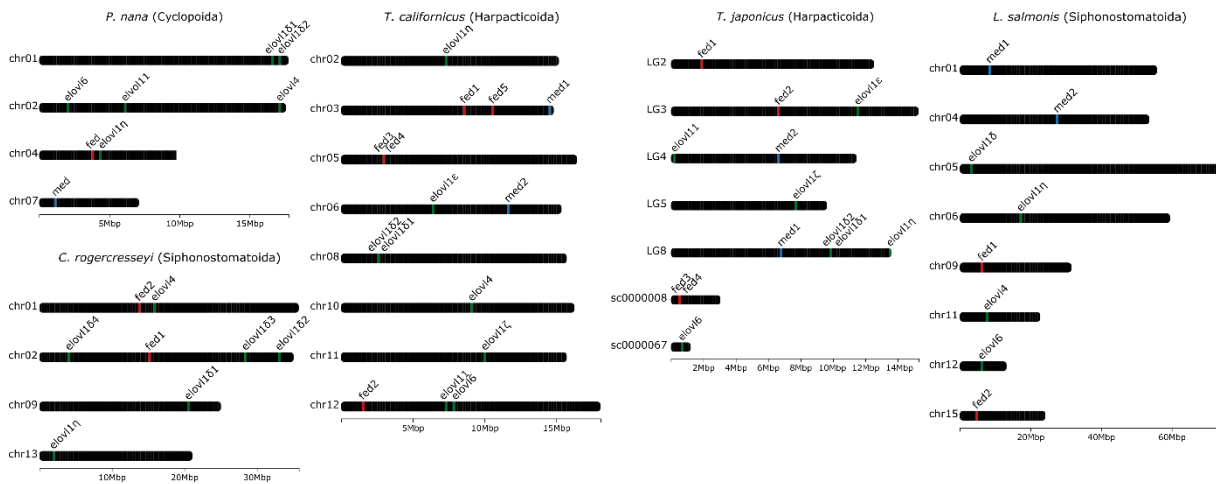 P. nana (Cyclopoida)
elovl1δ1
elovl1δ2
chr01
elovl6
elvol11
elovl4
chr02
fed
elovl1η
chr04
med
chr07
5Mbp
10Mbp
15Mbp
C. rogercresseyi (Siphonostomatoida)
fed2
elovl4
chr01
elovl1δ4
fed1
elovl1δ3
elovl1δ2
chr02
elovl1δ1
chr09
elovl1η
chr13
10Mbp
20Mbp
30Mbp
T. californicus (Harpacticoida)
elovl1η
chr02
fed1
fed5
med1
chr03
fed3
fed4
chr05
elovl1ε
med2
chr06
elovl1δ2
elovl1δ1
chr08
elovl4
chr10
elovl1ζ
chr11
fed2
elovl11
elovl6
chr12
5Mbp
10Mbp
15Mbp
T. japonicus (Harpacticoida)
fed1
LG2
fed2
elovl1ε
LG3
elovl11
med2
LG4
elovl1ζ
LG5
med1
elovl1δ2
elovl1δ1
elovl1η
LG8
fed3
fed4
sc0000008
elovl6
sc0000067
2Mbp
4Mbp
6Mbp
8Mbp
10Mbp
12Mbp
14Mbp
L. salmonis (Siphonostomatoida)
med1
chr01
med2
chr04
elovl1δ
chr05
elovl1η
chr06
fed1
chr09
elovl4
chr11
elovl6
chr12
fed2
chr15
20Mbp
40Mbp
60Mbp